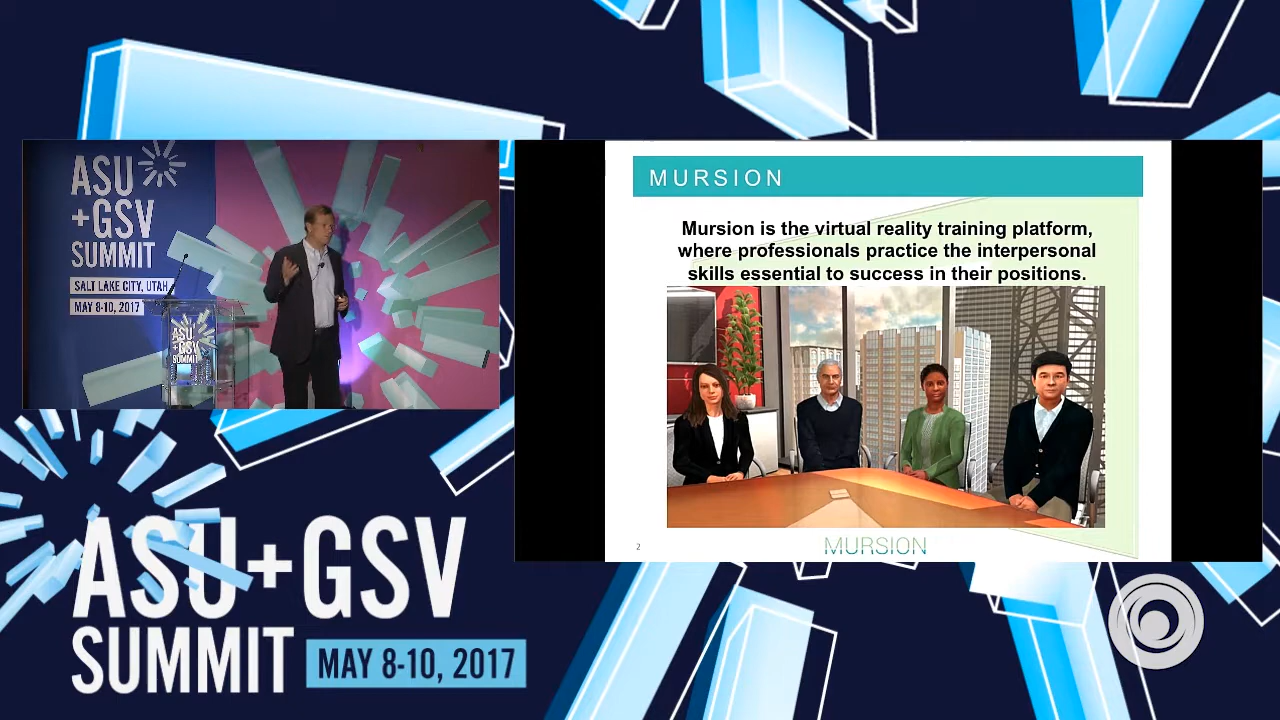 ASU
+GSV
SUMMIT
SALT LAKE CITY, UTAH
MAY 8-10, 2017
ASU
+GSV
SUMMIT
MURSION
Mursion is the virtual reality training platform,
where professionals practice the interpersonal
skills essential to success in their positions.
2
MURSION
ASU+GSV
SUMMIT
MAY 8-10, 2017